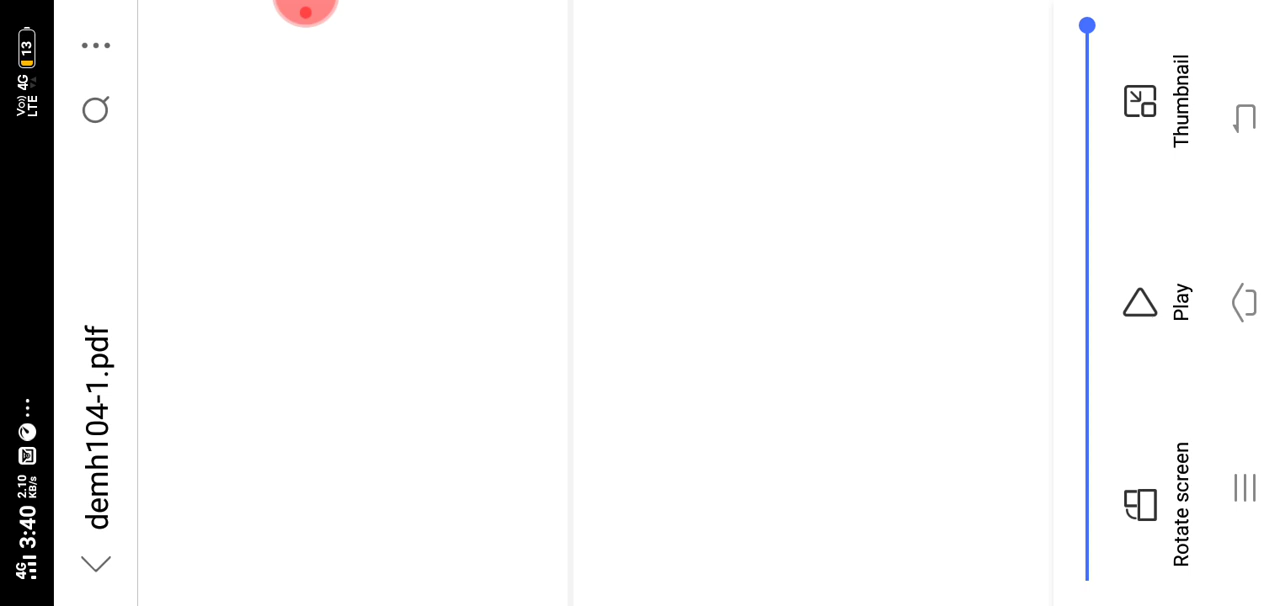 4G 3:40 2.10 KB/s ... Vo)) 4G LTE 13
demh104-1.pdf
Rotate screen
Play
Thumbnail